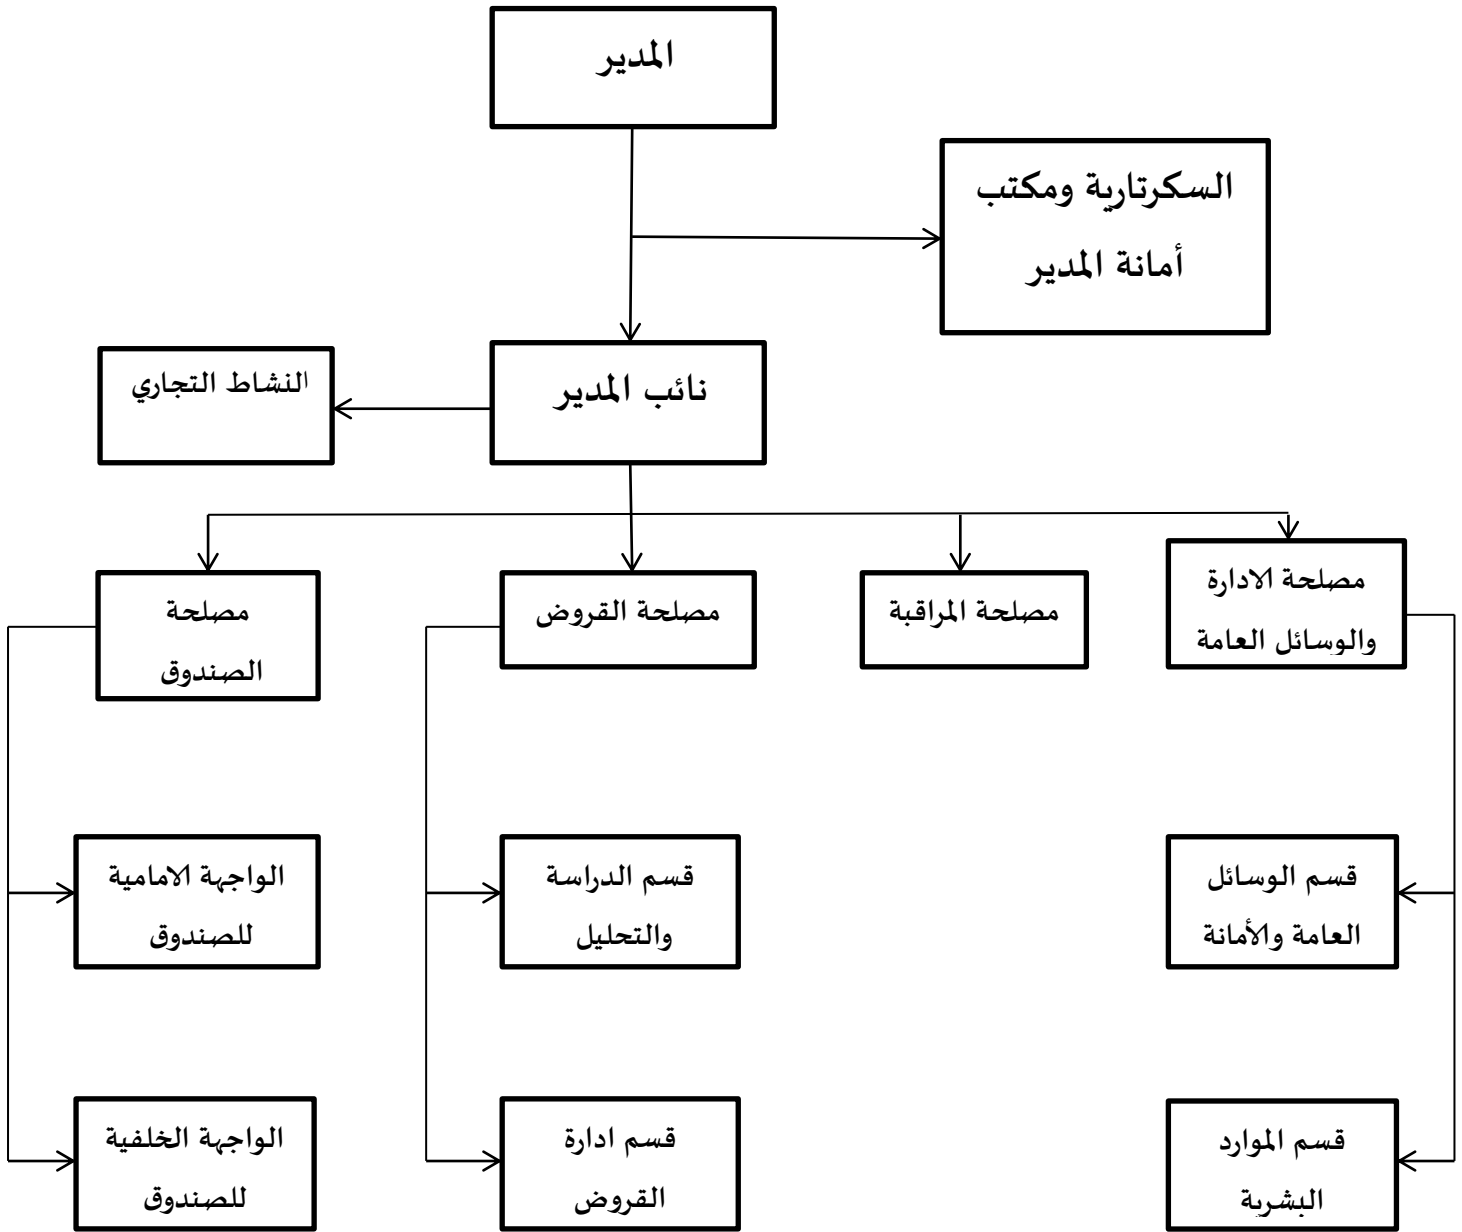 المدير
السكرتارية ومكتب
أمانة المدير
نائب المدير
النشاط التجاري
مصلحة الادارة
والوسائل العامة
مصلحة المراقبة
مصلحة القروض
مصلحة
الصندوق
قسم الوسائل
العامة والأمانة
قسم الدراسة
والتحليل
الواجهة الامامية
للصندوق
قسم الموارد
البشرية
قسم ادارة
القروض
الواجهة الخلفية
للصندوق